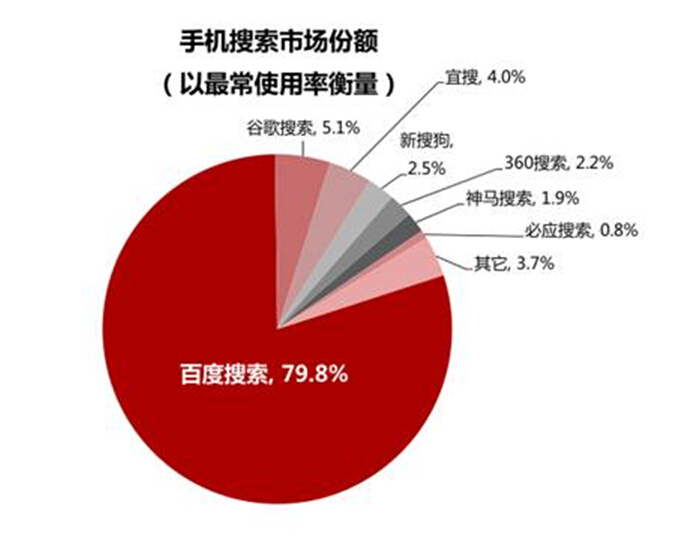 手机搜索市场份额
（以最常使用率衡量）
宜搜, 4.0%
谷歌搜索, 5.1%
新搜狗,
2.5%
360搜索, 2.2%
神马搜索, 1.9%
必应搜索, 0.8%
其它, 3.7%
百度搜索, 79.8%